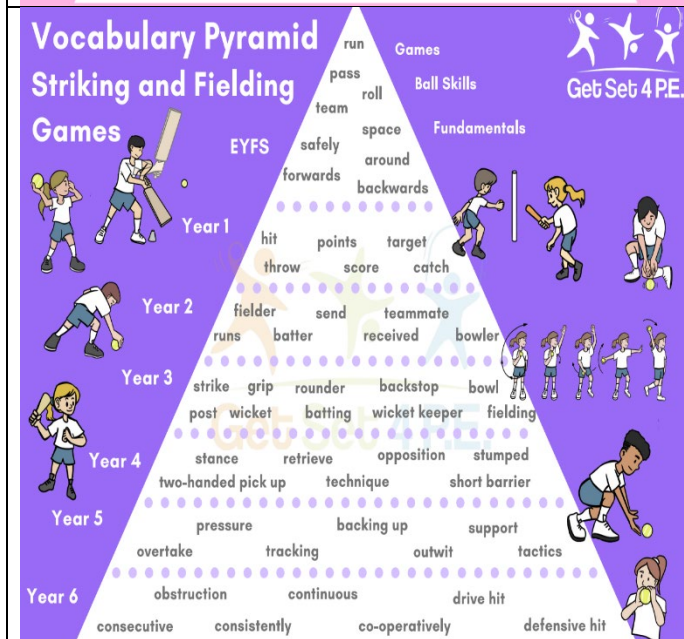 Vocabulary Pyramid
Striking and Fielding
Games
Get Set 4 P.E.
Games
Ball Skills
Fundamentals
EYFS
run
pass
roll
team
space
safely
around
forwards
backwards
Year 1
hit points target
throw score catch
Year 2
fielder send teammate
runs batter received bowler
Year 3
strike grip rounder backstop bowl
post wicket batting wicket keeper fielding
Get Set 4 P.E.
Year 4
stance retrieve opposition stumped
two-handed pick up technique short barrier
Year 5
pressure backing up support
overtake tracking outwit tactics
Year 6
obstruction continuous drive hit
consecutive consistently co-operatively defensive hit